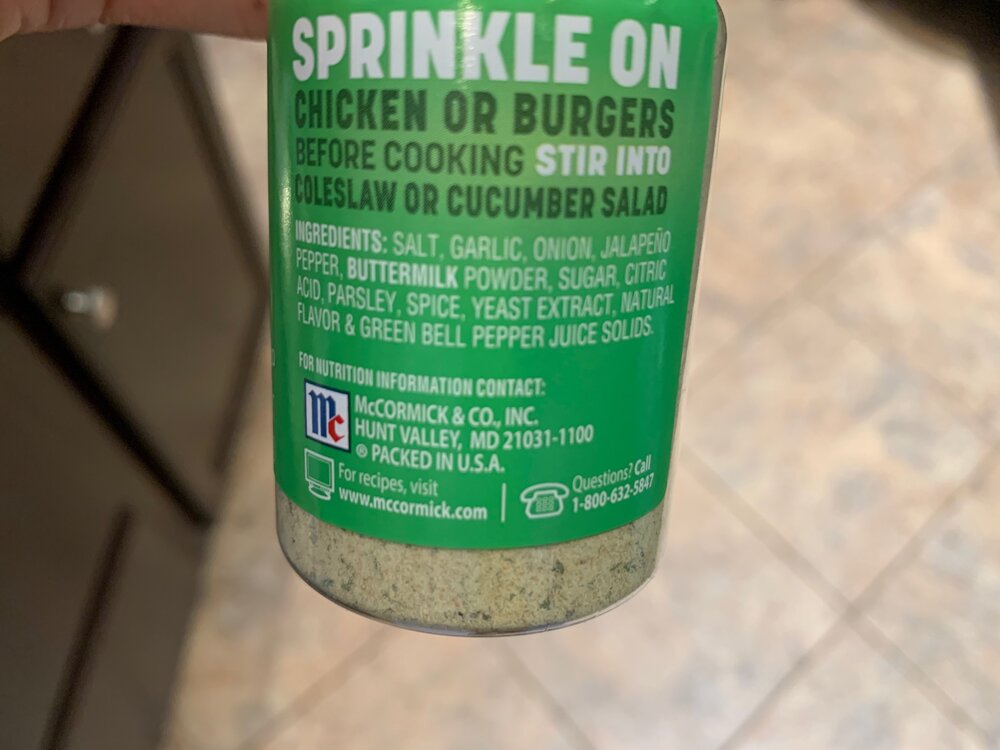 SPRINKLE ON
CHICKEN OR BURGERS
BEFORE COOKING STIR INTO
COLESLAW OR CUCUMBER SALAD
INGREDIENTS: SALT, GARLIC, ONION, JALAPEÑO
PEPPER, BUTTERMILK POWDER, SUGAR, CITRIC
ACID, PARSLEY, SPICE, YEAST EXTRACT, NATURAL
FLAVOR & GREEN BELL PEPPER JUICE SOLIDS.
FOR NUTRITION INFORMATION CONTACT:
Mc
McCORMICK & CO., INC.
HUNT VALLEY, MD 21031-1100
® PACKED IN U.S.A.
For recipes, visit
www.mccormick.com
Questions? Call
1-800-632-5847